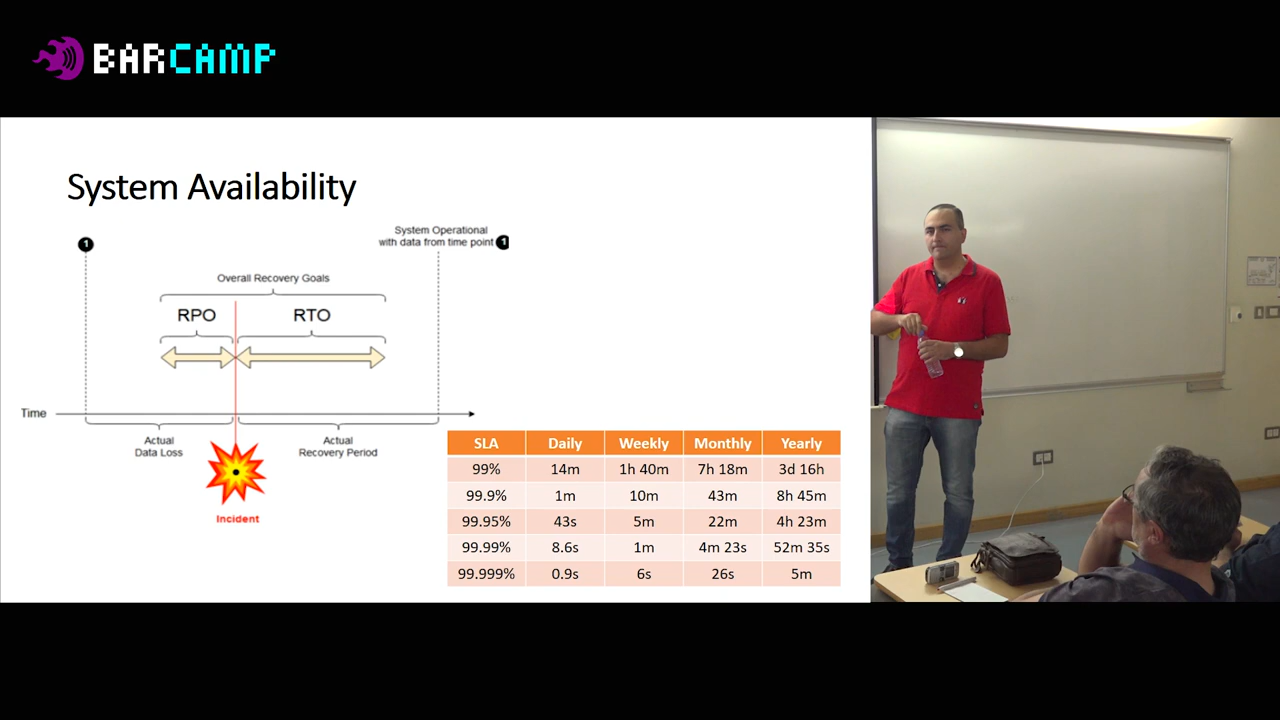 BARCAMP
System Availability
1
System Operational
with data from time point 1
Overall Recovery Goals
RPO
RTO
Time
Actual
Data Loss
Actual
Recovery Period
Incident
SLA Daily Weekly Monthly Yearly
99% 14m 1h 40m 7h 18m 3d 16h
99.9% 1m 10m 43m 8h 45m
99.95% 43s 5m 22m 4h 23m
99.99% 8.6s 1m 4m 23s 52m 35s
99.999% 0.9s 6s 26s 5m